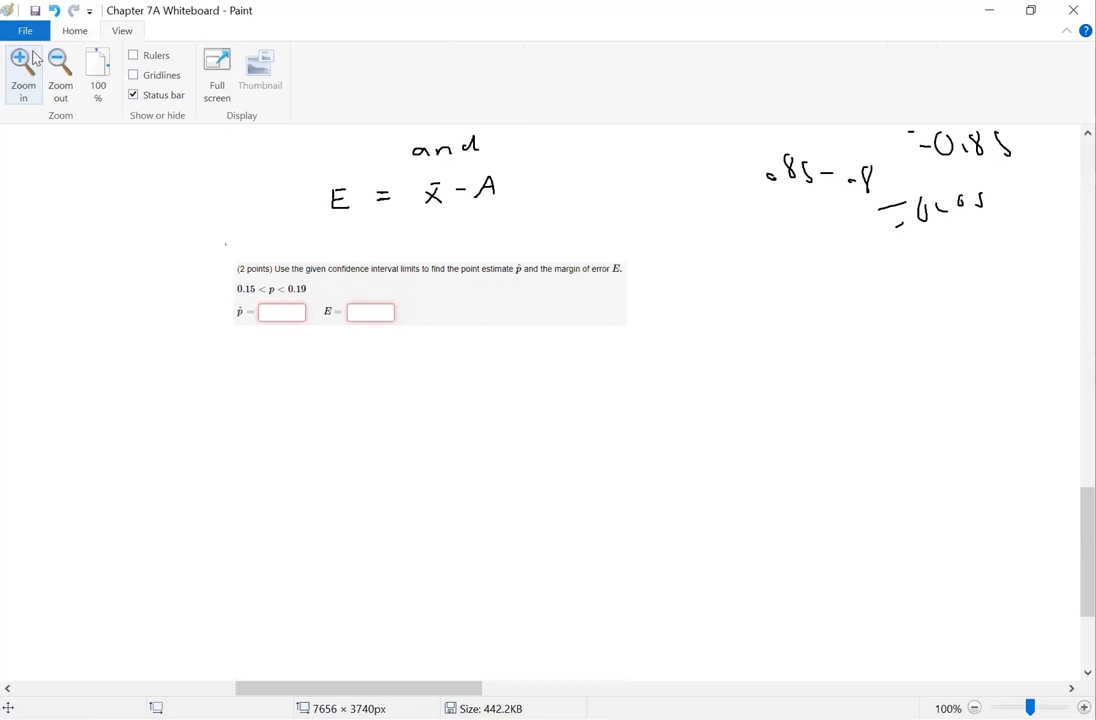 Chapter 7A Whiteboard - Paint
File Home View
Zoom in
Zoom out
100 %
Rulers
Gridlines
Status bar
Full screen
Thumbnail
Zoom
Show or hide
Display
and
E = x̄ - A
-0.85
.85 - .8
= 0.05
(2 points) Use the given confidence interval limits to find the point estimate p̂ and the margin of error E.
0.15 < p < 0.19
p̂ = E =
7656 × 3740px
Size: 442.2KB
100%